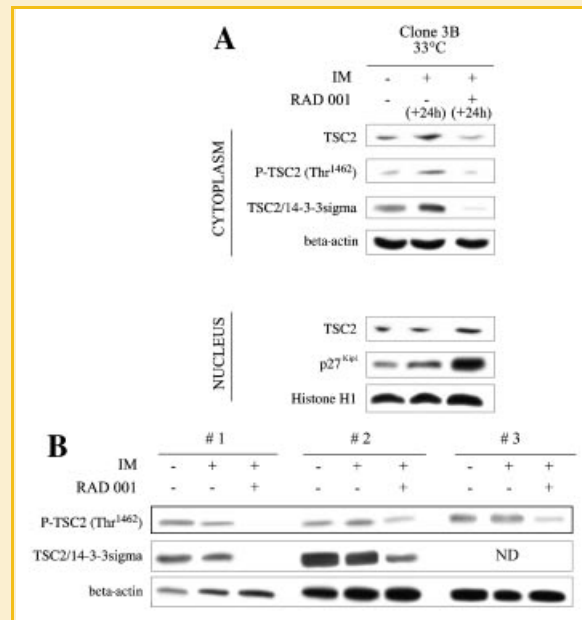 A
Clone 3B
33°C
IM - + +
RAD 001 - - +
(+24h) (+24h)
CYTOPLASM
TSC2
P-TSC2 (Thr1462)
TSC2/14-3-3sigma
beta-actin
NUCLEUS
TSC2
p27Kip1
Histone H1
B
# 1 # 2 # 3
IM - + + - + + - + +
RAD 001 - - + - - + - - +
P-TSC2 (Thr1462)
TSC2/14-3-3sigma ND
beta-actin